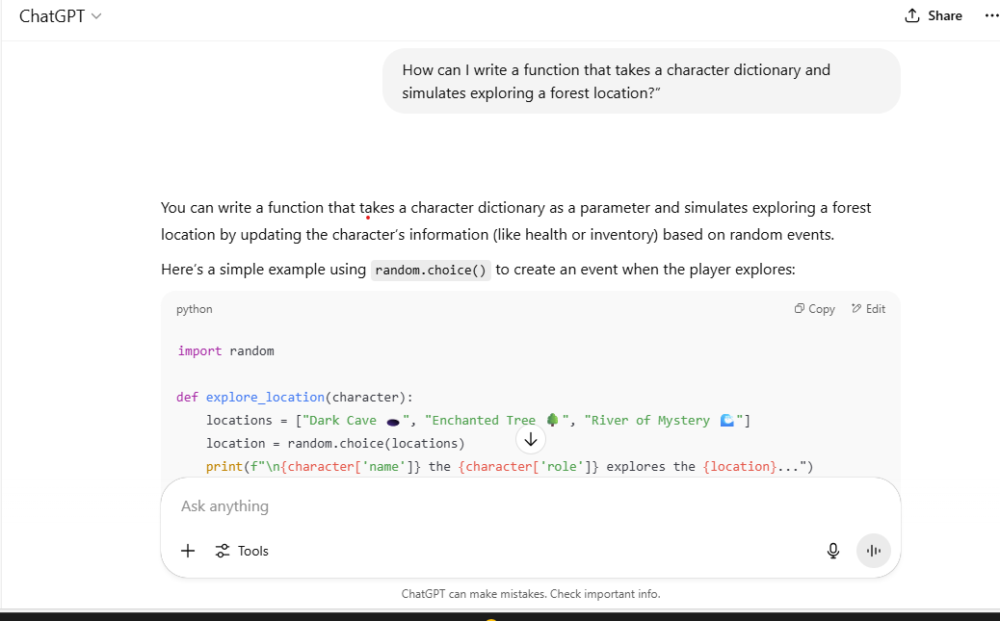 ChatGPT
Share
How can I write a function that takes a character dictionary and
simulates exploring a forest location?”
You can write a function that takes a character dictionary as a parameter and simulates exploring a forest
location by updating the character’s information (like health or inventory) based on random events.
Here’s a simple example using random.choice() to create an event when the player explores:
python
Copy
Edit
import random
def explore_location(character):
    locations = ["Dark Cave 🕳️", "Enchanted Tree 🌳", "River of Mystery 🌊"]
    location = random.choice(locations)
    print(f"\n{character['name']} the {character['role']} explores the {location}...")
Ask anything
Tools
ChatGPT can make mistakes. Check important info.